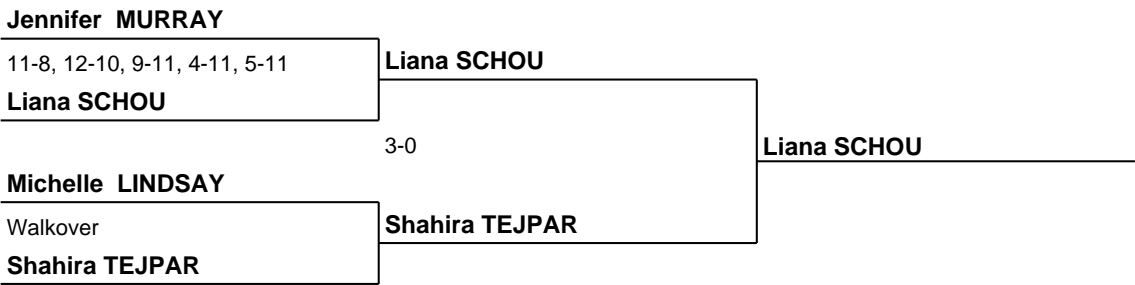 Jennifer  MURRAY
11-8, 12-10, 9-11, 4-11, 5-11
Liana SCHOU
Liana SCHOU
3-0
Liana SCHOU
Michelle  LINDSAY
Walkover
Shahira TEJPAR
Shahira TEJPAR